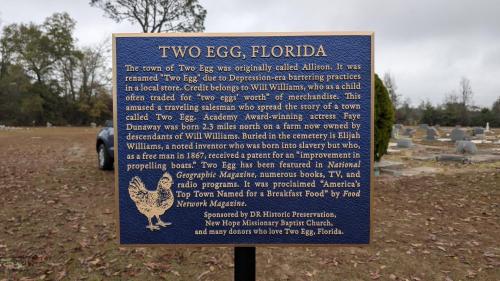 TWO EGG, FLORIDA
The town of Two Egg was originally called Allison. It was
renamed "Two Egg" due to Depression-era bartering practices
in a local store. Credit belongs to Will Williams, who as a child
often traded for "two eggs' worth" of merchandise. This
amused a traveling salesman who spread the story of a town
called Two Egg. Academy Award-winning actress Faye
Dunaway was born 2.3 miles north on a farm now owned by
descendants of Will Williams. Buried in the cemetery is Elijah
Williams, a noted inventor who was born into slavery but who,
as a free man in 1867, received a patent for an "improvement in
propelling boats." Two Egg has been featured in National
Geographic Magazine, numerous books, TV, and
radio programs. It was proclaimed "America's
Top Town Named for a Breakfast Food" by Food
Network Magazine.
Sponsored by DR Historic Preservation,
New Hope Missionary Baptist Church,
and many donors who love Two Egg, Florida.